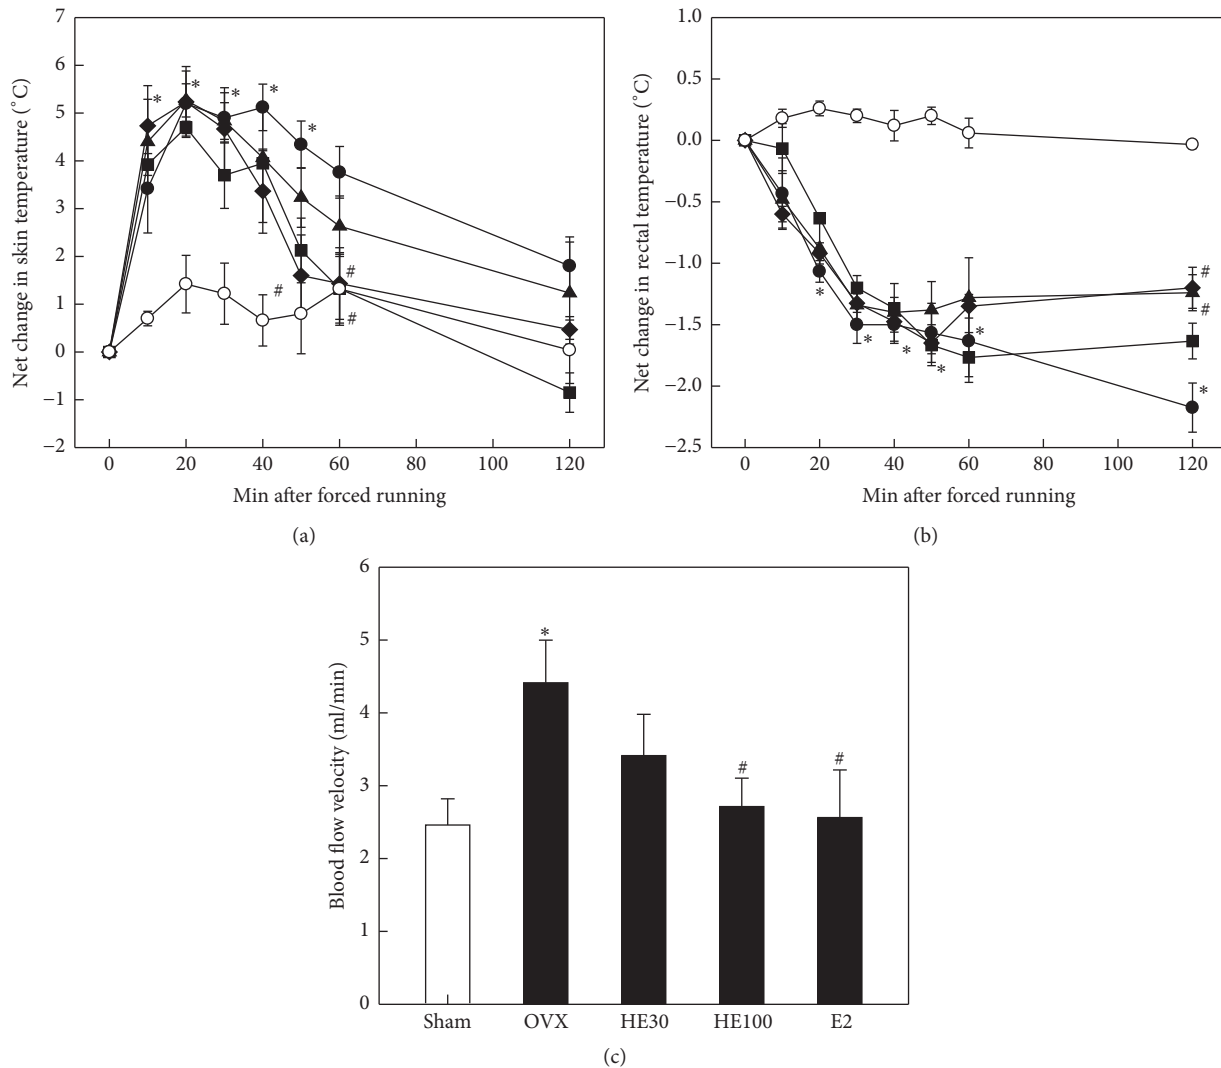 7
6
5
4
3
2
1
0
−1
−2
Net change in skin temperature (°C)
* * * * *
# # #
0 20 40 60 80 100 120
Min after forced running
(a)
1.0
0.5
0.0
−0.5
−1.0
−1.5
−2.0
−2.5
Net change in rectal temperature (°C)
* * * * * *
# #
0 20 40 60 80 100 120
Min after forced running
(b)
6
5
4
3
2
1
0
Blood flow velocity (ml/min)
*
# #
Sham OVX HE30 HE100 E2
(c)